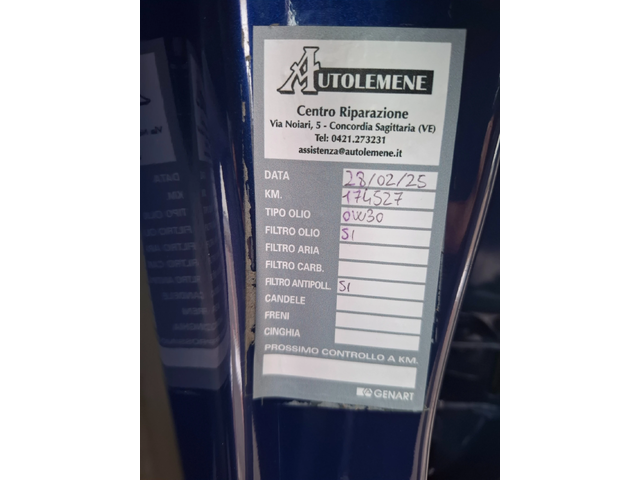 AUTOLEMENE
Centro Riparazione
Via Noiari, 5 - Concordia Sagittaria (VE)
Tel: 0421.273231
assistenza@autolemene.it
DATA 28/02/25
KM. 174527
TIPO OLIO 0W30
FILTRO OLIO SI
FILTRO ARIA
FILTRO CARB.
FILTRO ANTIPOLL. SI
CANDELE
FRENI
CINGHIA
PROSSIMO CONTROLLO A KM.
GENART